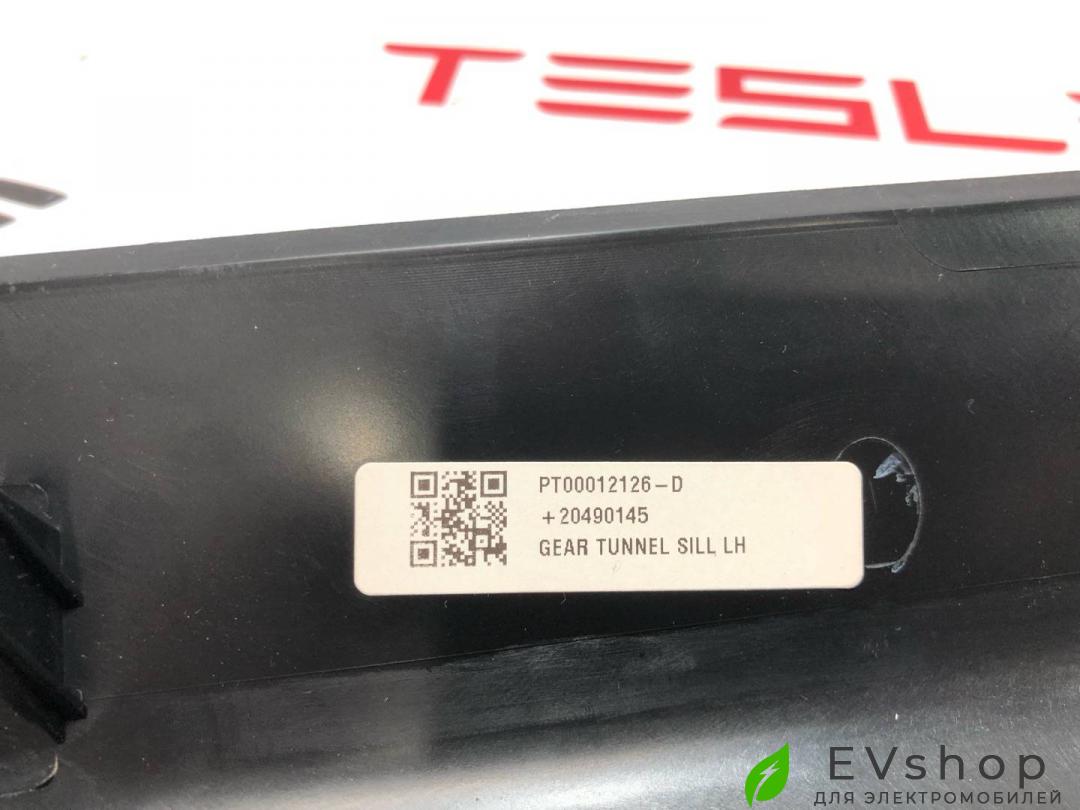 TESL
PT00012126-D
+20490145
GEAR TUNNEL SILL LH
EVshop
ДЛЯ ЭЛЕКТРОМОБИЛЕЙ